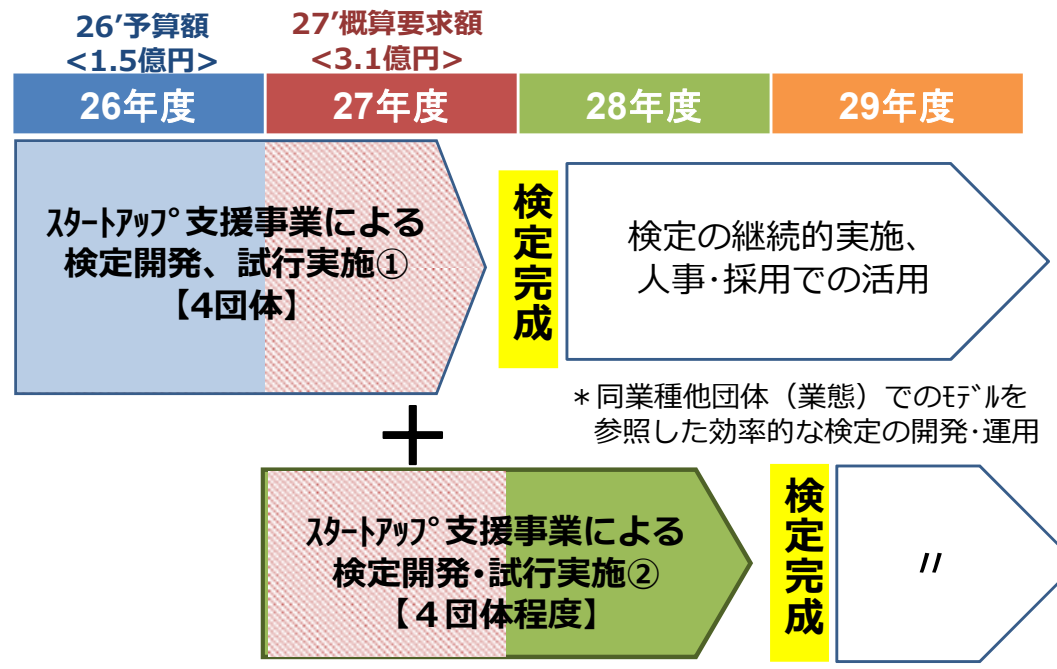 26’予算額
<1.5億円>
27’概算要求額
<3.1億円>
26年度
27年度
28年度
29年度
ｽﾀｰﾄｱｯﾌﾟ支援事業による
検定開発、試行実施①
【4団体】
検定完成
検定の継続的実施、
人事･採用での活用
＊同業種他団体（業態）でのﾓﾃﾞﾙを
参照した効率的な検定の開発･運用
＋
ｽﾀｰﾄｱｯﾌﾟ支援事業による
検定開発･試行実施②
【４団体程度】
検定完成
〃